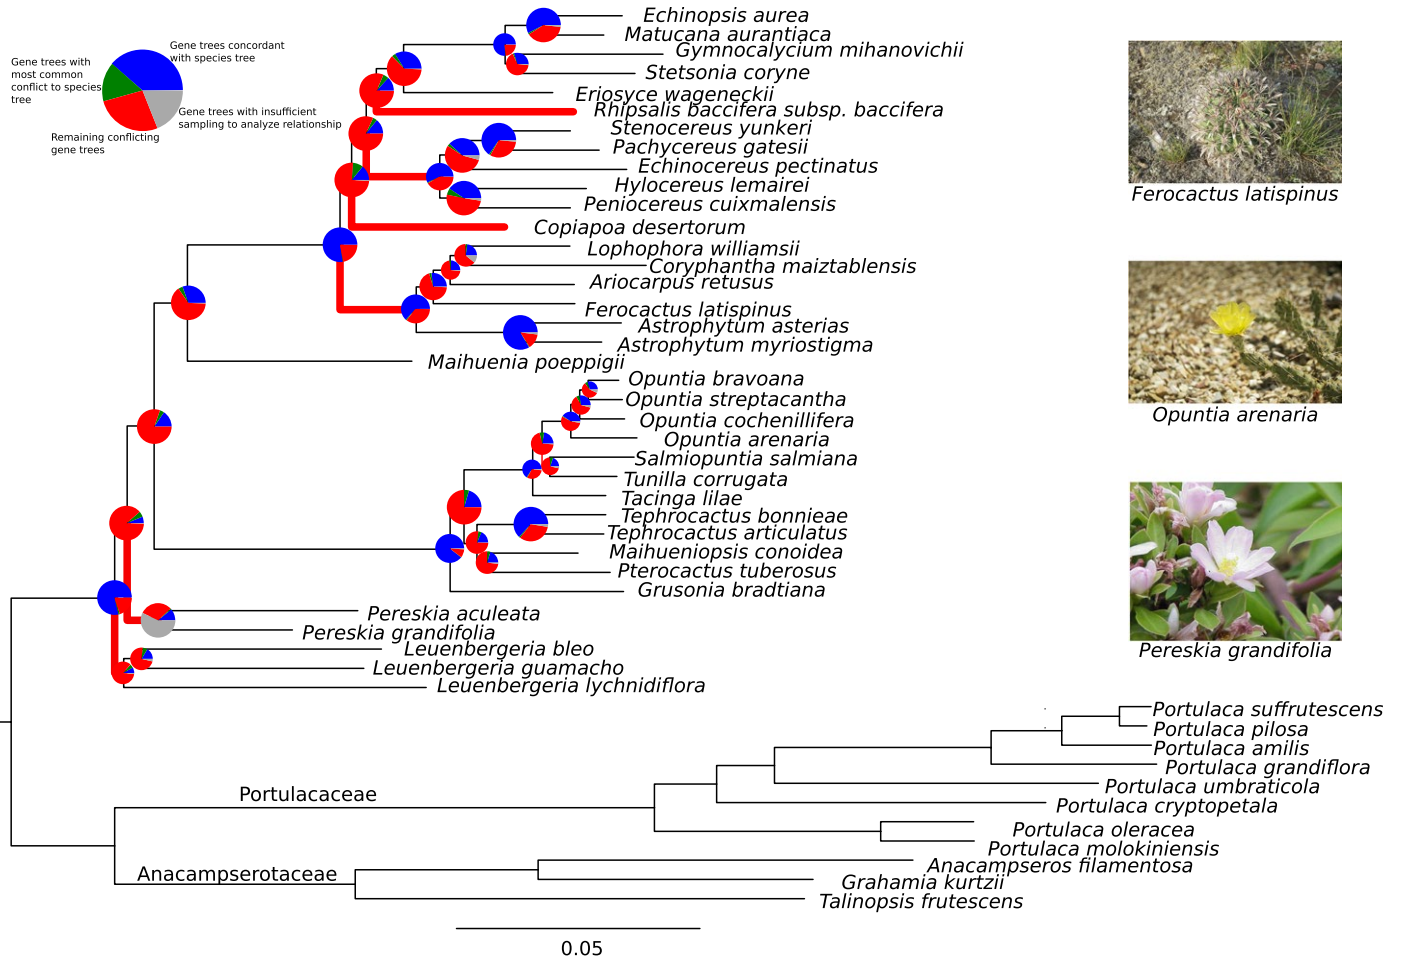 Gene trees concordant
with species tree
Gene trees with
most common
conflict to species
tree
Gene trees with insufficient
sampling to analyze relationship
Remaining conflicting
gene trees
Echinopsis aurea
Matucana aurantiaca
Gymnocalycium mihanovichii
Stetsonia coryne
Eriosyce wageneckii
Rhipsalis baccifera subsp. baccifera
Stenocereus yunkeri
Pachycereus gatesii
Echinocereus pectinatus
Hylocereus lemairei
Peniocereus cuixmalensis
Copiapoa desertorum
Lophophora williamsii
Coryphantha maiztablensis
Ariocarpus retusus
Ferocactus latispinus
Astrophytum asterias
Astrophytum myriostigma
Maihuenia poeppigii
Opuntia bravoana
Opuntia streptacantha
Opuntia cochenillifera
Opuntia arenaria
Salmiopuntia salmiana
Tunilla corrugata
Tacinga lilae
Tephrocactus bonnieae
Tephrocactus articulatus
Maihueniopsis conoidea
Pterocactus tuberosus
Grusonia bradtiana
Pereskia aculeata
Pereskia grandifolia
Leuenbergeria bleo
Leuenbergeria guamacho
Leuenbergeria lychnidiflora
Ferocactus latispinus
Opuntia arenaria
Pereskia grandifolia
Portulaca suffrutescens
Portulaca pilosa
Portulaca amilis
Portulaca grandiflora
Portulaca umbraticola
Portulaca cryptopetala
Portulacaceae
Portulaca oleracea
Portulaca molokiniensis
Anacampseros filamentosa
Anacampserotaceae
Grahamia kurtzii
Talinopsis frutescens
0.05